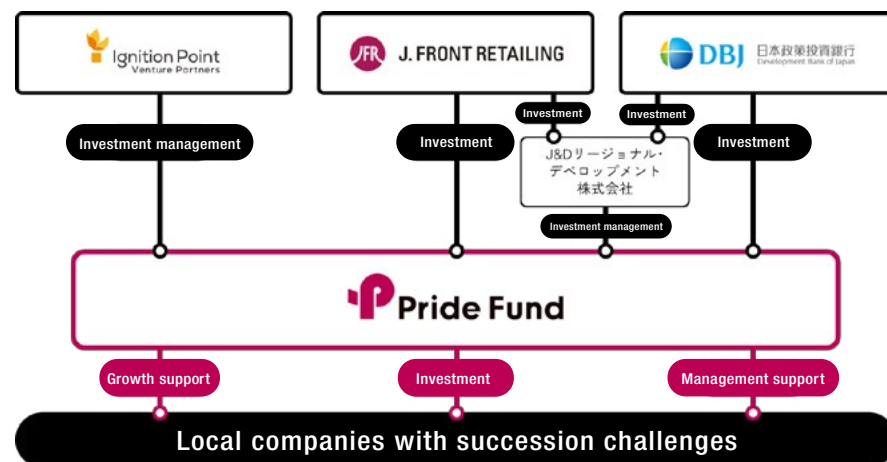 Ignition Point
Venture Partners
JFR J. FRONT RETAILING
DBJ 日本政策投資銀行
Development Bank of Japan
Investment
Investment
Investment management
Investment
Investment
J&Dリージョナル・
デベロップメント
株式会社
Investment management
Pride Fund
Growth support
Investment
Management support
Local companies with succession challenges